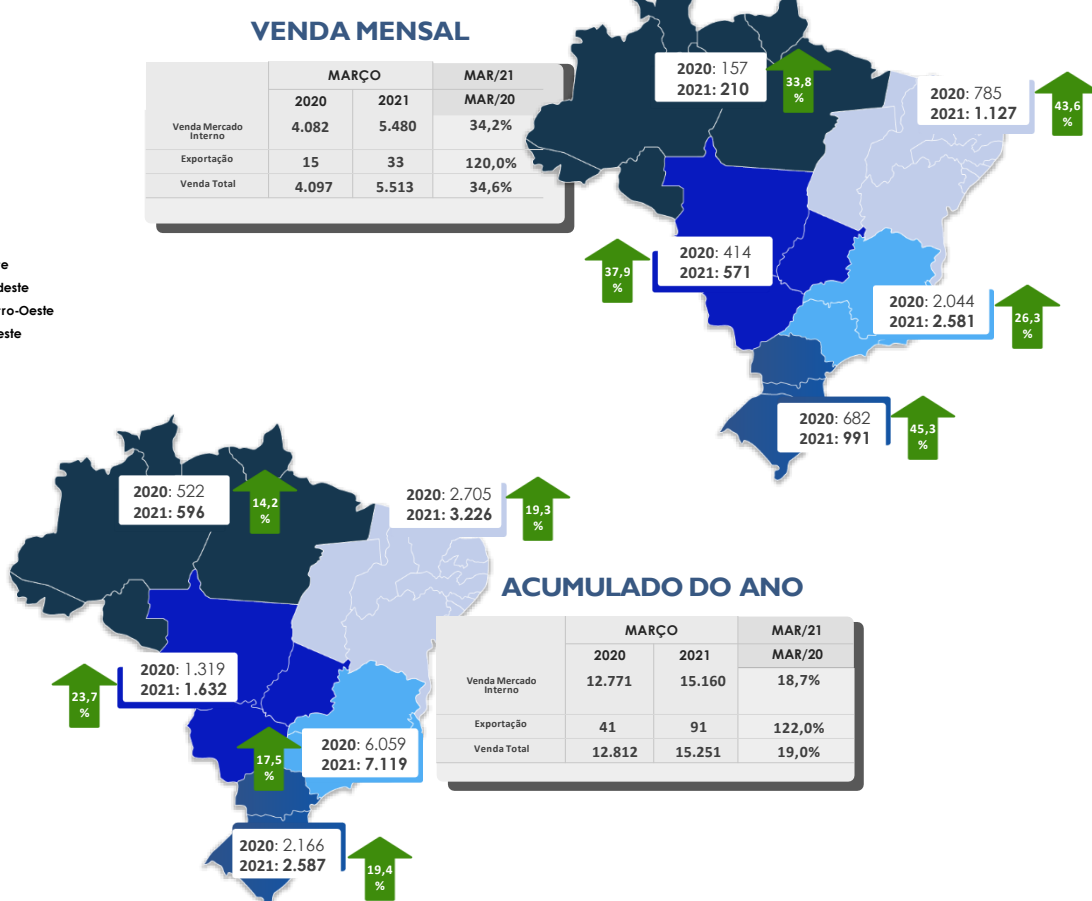 VENDA MENSAL
MARÇO MAR/21
2020 2021 MAR/20
Venda Mercado
Interno
4.082 5.480 34,2%
Exportação 15 33 120,0%
Venda Total 4.097 5.513 34,6%
2020: 157
2021: 210
33,8
%
2020: 785
2021: 1.127
43,6
%
2020: 414
2021: 571
37,9
%
2020: 2.044
2021: 2.581
26,3
%
2020: 682
2021: 991
45,3
%
2020: 522
2021: 596
14,2
%
2020: 2.705
2021: 3.226
19,3
%
2020: 1.319
2021: 1.632
23,7
%
2020: 6.059
2021: 7.119
17,5
%
2020: 2.166
2021: 2.587
19,4
%
ACUMULADO DO ANO
MARÇO MAR/21
2020 2021 MAR/20
Venda Mercado
Interno
12.771 15.160 18,7%
Exportação 41 91 122,0%
Venda Total 12.812 15.251 19,0%